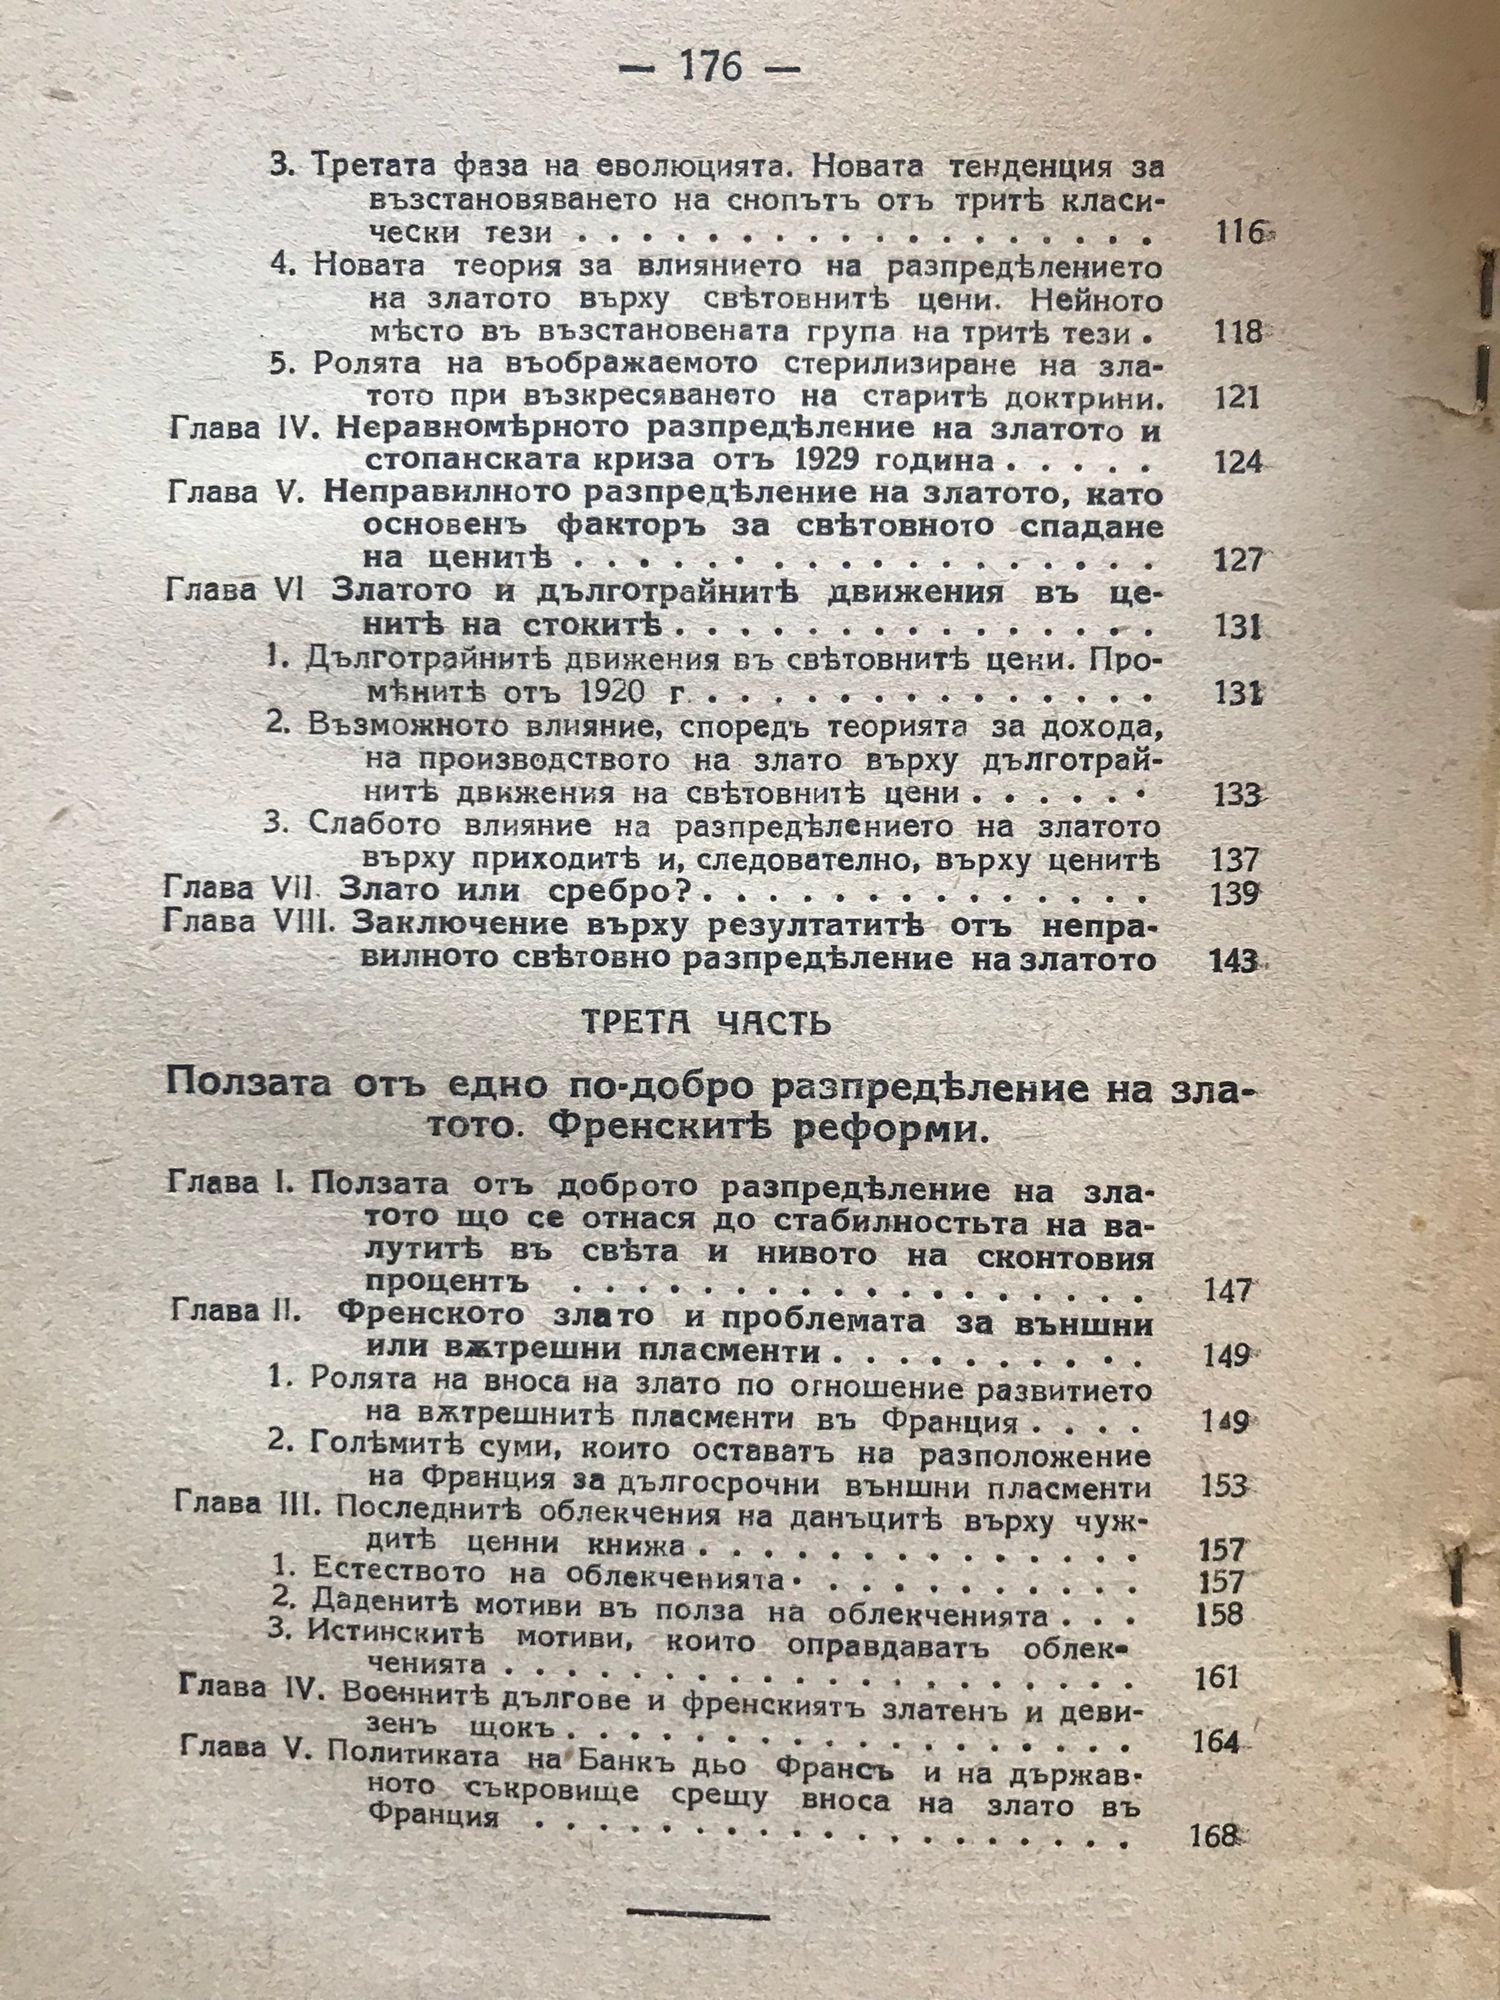 — 176 —
3. Третата фаза на еволюцията. Новата тенденция за
възстановяването на снопътъ отъ тритѣ класи-
чески тези . . . . . . . . . . . . . . . . . . 116
4. Новата теория за влиянието на разпредѣлението
на златото върху свѣтовнитѣ цени. Нейното
мѣсто въ възстановената група на тритѣ тези . 118
5. Ролята на въображаемото стерилизиране на зла-
тото при възкресяването на старитѣ доктрини. 121
Глава IV. Неравномѣрното разпредѣление на златото и
стопанската криза отъ 1929 година . . . . . 124
Глава V. Неправилното разпредѣление на златото, като
основенъ факторъ за свѣтовното спадане
на ценитѣ . . . . . . . . . . . . . . . . . . 127
Глава VI Златото и дълготрайнитѣ движения въ це-
нитѣ на стокитѣ . . . . . . . . . . . . . . . 131
1. Дълготрайнитѣ движения въ свѣтовнитѣ цени. Про-
мѣнитѣ отъ 1920 г. . . . . . . . . . . . . . . 131
2. Възможното влияние, споредъ теорията за дохода,
на производството на злато върху дълготрай-
нитѣ движения на свѣтовнитѣ цени . . . . . . 133
3. Слабото влияние на разпредѣлението на златото
върху приходитѣ и, следователно, върху ценитѣ 137
Глава VII. Злато или сребро? . . . . . . . . . . . . . . 139
Глава VIII. Заключение върху резултатитѣ отъ непра-
вилното свѣтовно разпредѣление на златото 143
ТРЕТА ЧАСТЬ
Ползата отъ едно по-добро разпредѣление на зла-
тото. Френскитѣ реформи.
Глава I. Ползата отъ доброто разпредѣление на зла-
тото що се отнася до стабилностьта на ва-
лутитѣ въ свѣта и нивото на сконтовия
процентъ . . . . . . . . . . . . . . . . . . 147
Глава II. Френското злато и проблемата за външни
или вѫтрешни пласменти . . . . . . . . . . 149
1. Ролята на вноса на злато по отношение развитието
на вѫтрешнитѣ пласменти въ Франция . . . . 149
2. Голѣмитѣ суми, които оставатъ на разположение
на Франция за дългосрочни външни пласменти 153
Глава III. Последнитѣ облекчения на данъцитѣ върху чуж-
дитѣ ценни книжа . . . . . . . . . . . . . . 157
1. Естеството на облекченията . . . . . . . . . . . 157
2. Даденитѣ мотиви въ полза на облекченията . . . 158
3. Истинскитѣ мотиви, които оправдаватъ облек-
ченията . . . . . . . . . . . . . . . . . . . . 161
Глава IV. Военнитѣ дългове и френскиятъ златенъ и деви-
зенъ щокъ . . . . . . . . . . . . . . . . . . 164
Глава V. Политиката на Банкъ дьо Франсъ и на държав-
ното съкровище срещу вноса на злато въ
Франция . . . . . . . . . . . . . . . . . . . 168